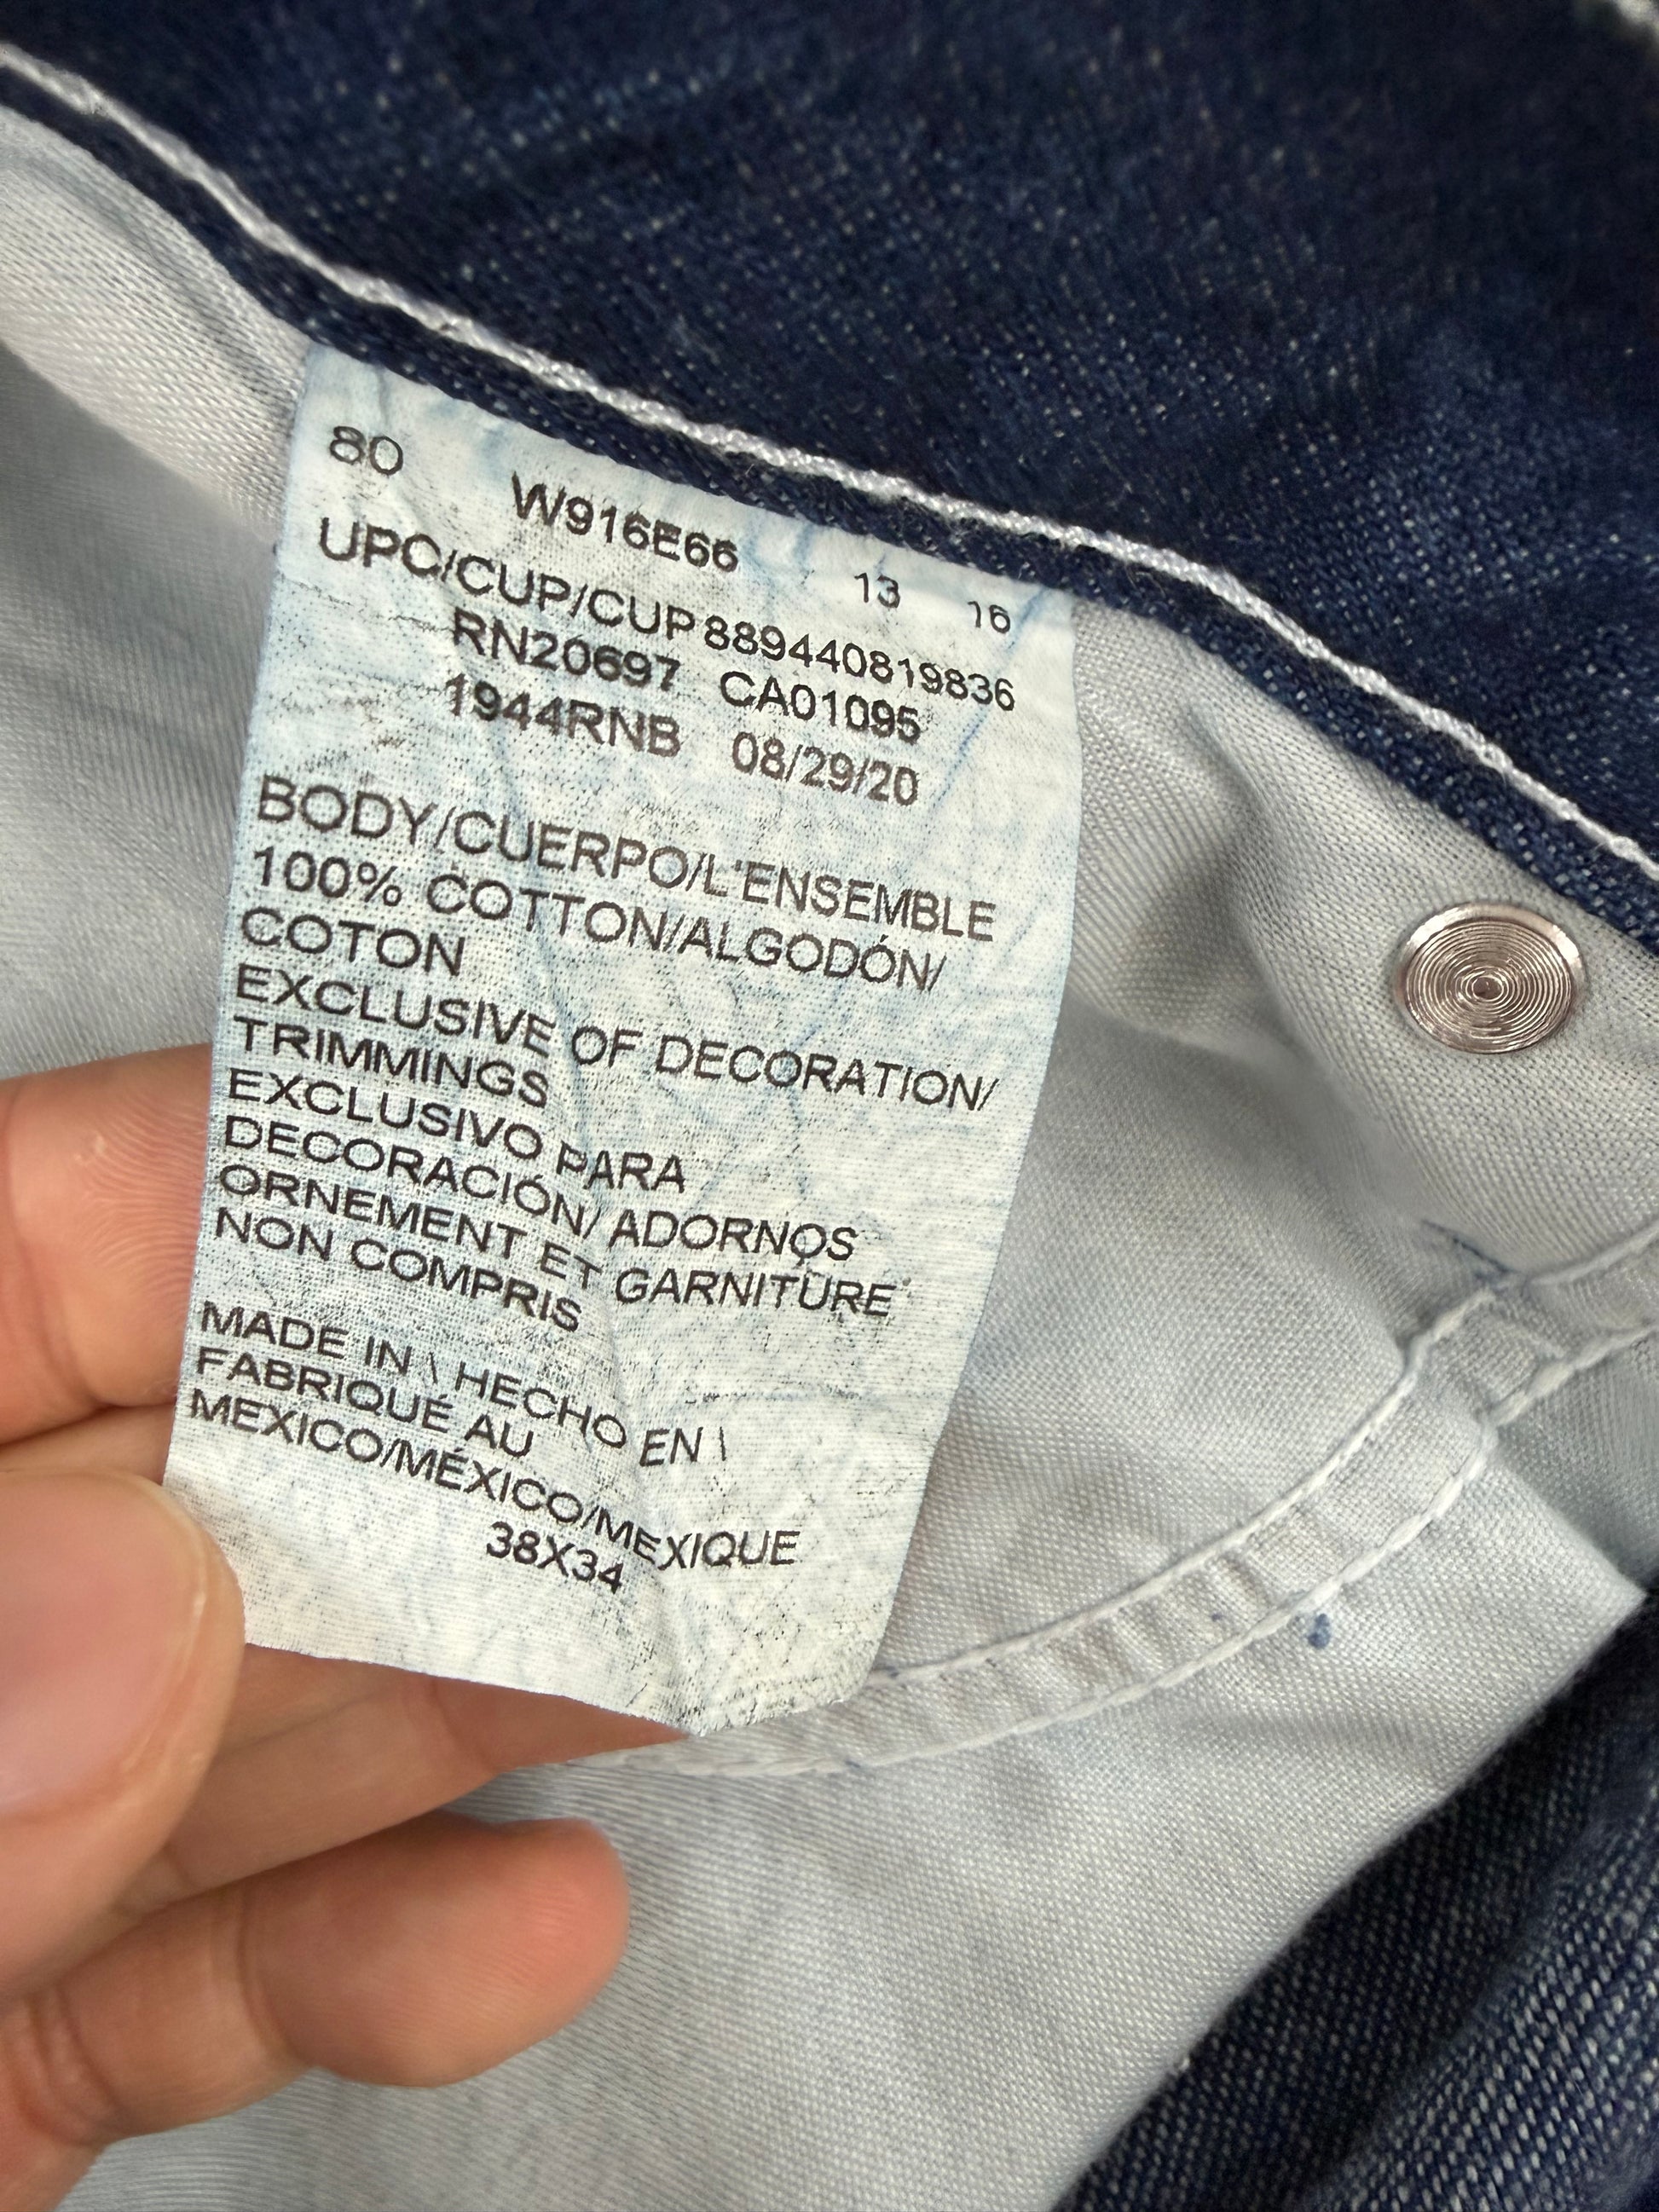 80 W916E66 13 16
UPC/CUP/CUP 889440819836
RN20697 CA01095
1944RNB 08/29/20
BODY/CUERPO/L'ENSEMBLE
100% COTTON/ALGODÓN/
COTON
EXCLUSIVE OF DECORATION/
TRIMMINGS
EXCLUSIVO PARA
DECORACIÓN/ ADORNOS
ORNEMENT ET GARNITURE
NON COMPRIS
MADE IN \ HECHO EN \
FABRIQUÉ AU
MEXICO/MÉXICO/MEXIQUE
38X34